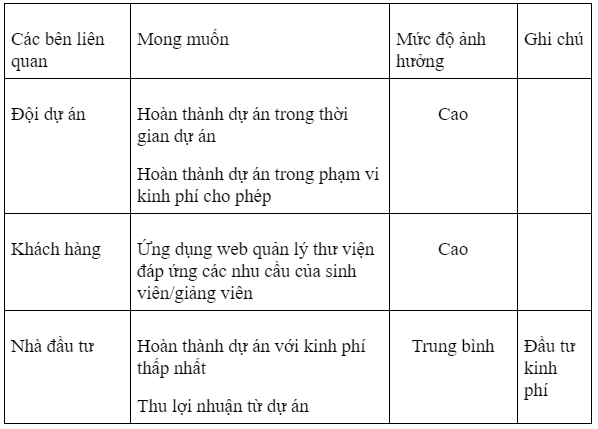 Các bên liên
quan
Mong muốn
Mức độ ảnh
hưởng
Ghi chú
Đội dự án
Hoàn thành dự án trong thời
gian dự án
Hoàn thành dự án trong phạm vi
kinh phí cho phép
Cao
Khách hàng
Ứng dụng web quản lý thư viện
đáp ứng các nhu cầu của sinh
viên/giảng viên
Cao
Nhà đầu tư
Hoàn thành dự án với kinh phí
thấp nhất
Thu lợi nhuận từ dự án
Trung bình
Đầu tư
kinh
phí